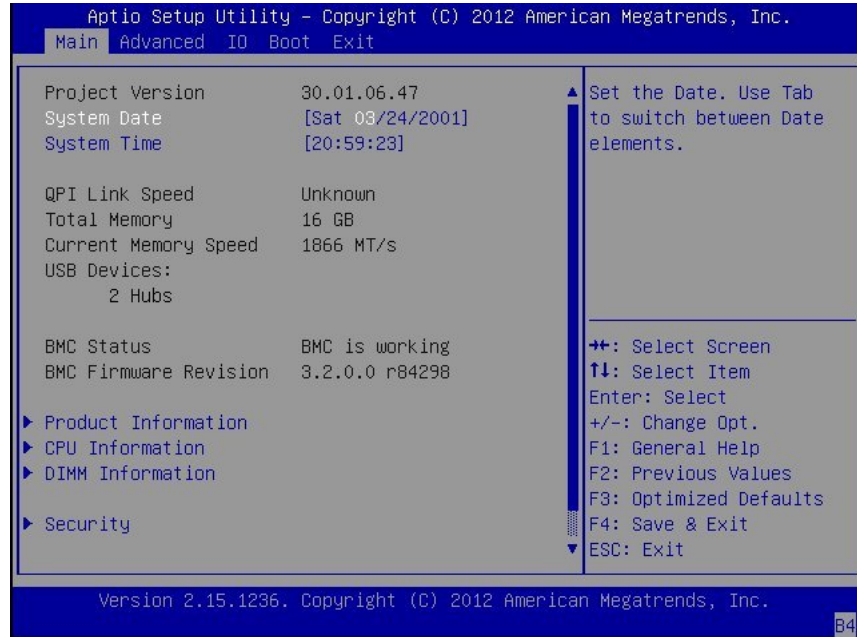 Aptio Setup Utility – Copyright (C) 2012 American Megatrends, Inc.
Main Advanced IO Boot Exit
Project Version 30.01.06.47
System Date [Sat 03/24/2001]
System Time [20:59:23]
QPI Link Speed Unknown
Total Memory 16 GB
Current Memory Speed 1866 MT/s
USB Devices:
2 Hubs
BMC Status BMC is working
BMC Firmware Revision 3.2.0.0 r84298
Product Information
CPU Information
DIMM Information
Security
Set the Date. Use Tab
to switch between Date
elements.
→←: Select Screen
↑↓: Select Item
Enter: Select
+/-: Change Opt.
F1: General Help
F2: Previous Values
F3: Optimized Defaults
F4: Save & Exit
ESC: Exit
Version 2.15.1236. Copyright (C) 2012 American Megatrends, Inc.
B4